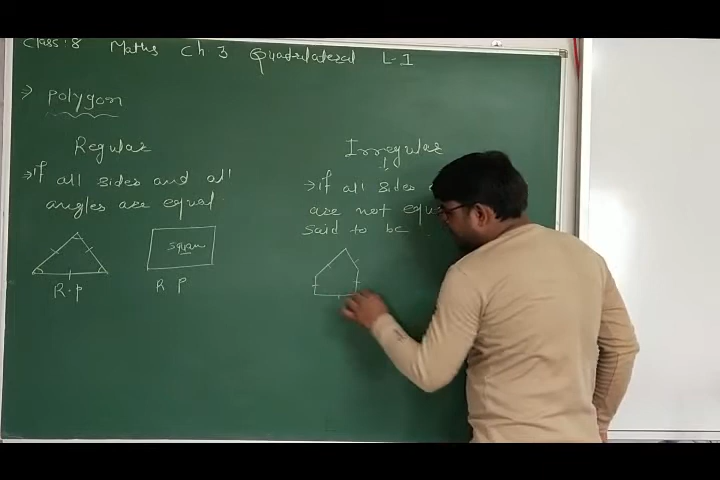 Class: 8 Maths Ch 3 Quadrilateral L-1
⇒ Polygon
Regular
⇒ If all sides and all
angles are equal.
square
R.P
R P
Irregular
⇒ if all sides
are not equ
said to be